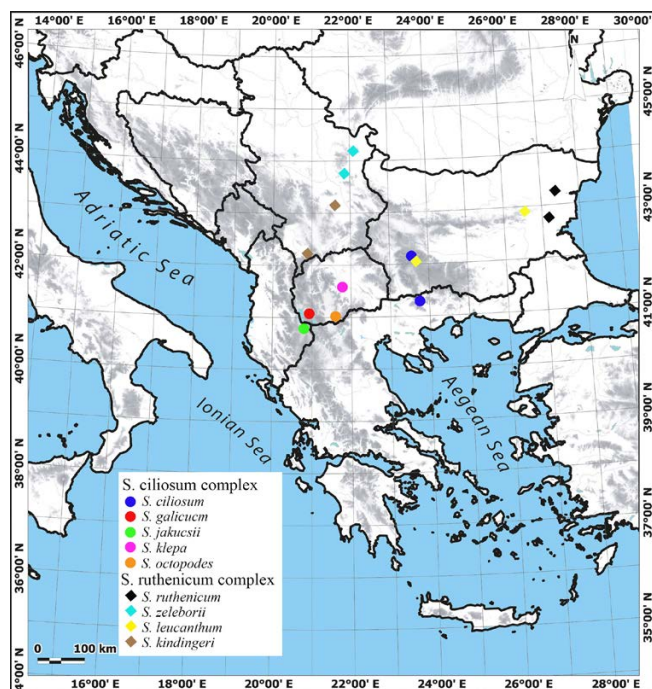 14°00' 16°00' 18°00' 20°00' 22°00' 24°00' 26°00' 28°00' 30°00'
46°00' N
N
45°00' N
44°00' N
43°00' N
Adriatic Sea
42°00' N
41°00' N
40°00' N
Ionian Sea
Aegean Sea
39°00' N
38°00' N
37°00' N
36°00' N
35°00' N
34°00' N
S. ciliosum complex
S. ciliosum
S. galicucm
S. jakucsii
S. klepa
S. octopodes
S. ruthenicum complex
S. ruthenicum
S. zeleborii
S. leucanthum
S. kindingeri
0 100 km
16°00' 18°00' 20°00' 22°00' 24°00' 26°00' 28°00'